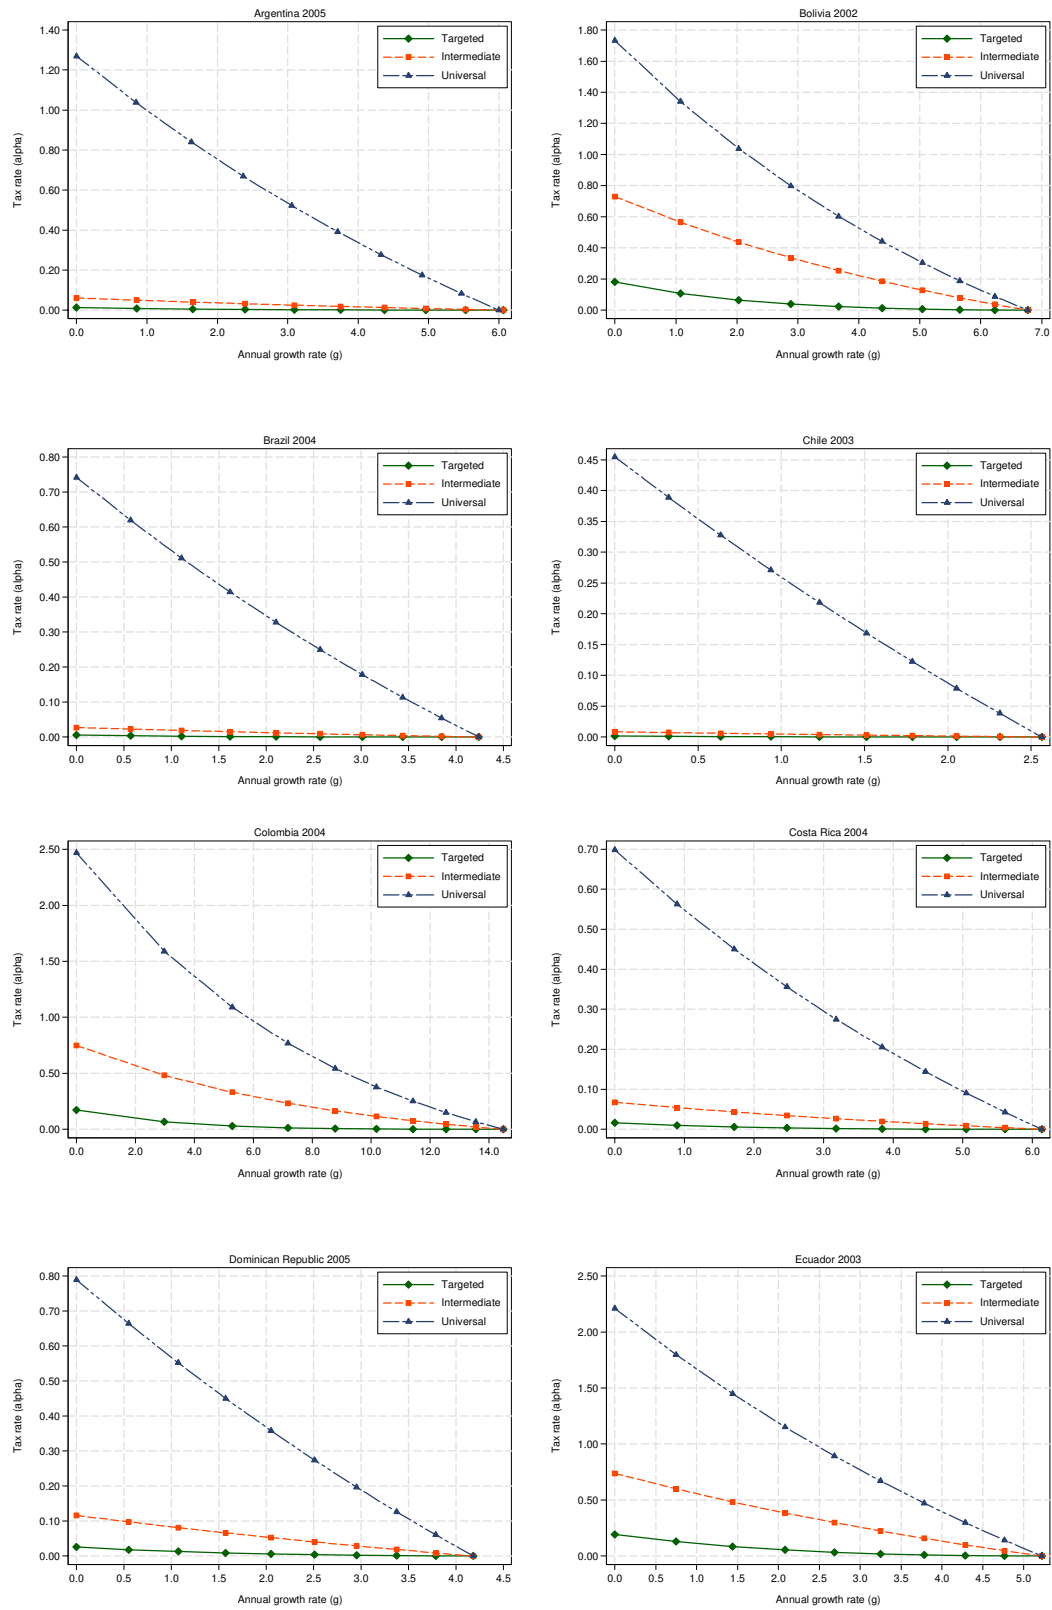 Argentina 2005
1.40
1.20
1.00
0.80
0.60
0.40
0.20
0.00
Tax rate (alpha)
Targeted
Intermediate
Universal
0.0 1.0 2.0 3.0 4.0 5.0 6.0
Annual growth rate (g)
Bolivia 2002
1.80
1.60
1.40
1.20
1.00
0.80
0.60
0.40
0.20
0.00
Tax rate (alpha)
Targeted
Intermediate
Universal
0.0 1.0 2.0 3.0 4.0 5.0 6.0 7.0
Annual growth rate (g)
Brazil 2004
0.80
0.70
0.60
0.50
0.40
0.30
0.20
0.10
0.00
Tax rate (alpha)
Targeted
Intermediate
Universal
0.0 0.5 1.0 1.5 2.0 2.5 3.0 3.5 4.0 4.5
Annual growth rate (g)
Chile 2003
0.45
0.40
0.35
0.30
0.25
0.20
0.15
0.10
0.05
0.00
Tax rate (alpha)
Targeted
Intermediate
Universal
0.0 0.5 1.0 1.5 2.0 2.5
Annual growth rate (g)
Colombia 2004
2.50
2.00
1.50
1.00
0.50
0.00
Tax rate (alpha)
Targeted
Intermediate
Universal
0.0 2.0 4.0 6.0 8.0 10.0 12.0 14.0
Annual growth rate (g)
Costa Rica 2004
0.70
0.60
0.50
0.40
0.30
0.20
0.10
0.00
Tax rate (alpha)
Targeted
Intermediate
Universal
0.0 1.0 2.0 3.0 4.0 5.0 6.0
Annual growth rate (g)
Dominican Republic 2005
0.80
0.70
0.60
0.50
0.40
0.30
0.20
0.10
0.00
Tax rate (alpha)
Targeted
Intermediate
Universal
0.0 0.5 1.0 1.5 2.0 2.5 3.0 3.5 4.0 4.5
Annual growth rate (g)
Ecuador 2003
2.50
2.00
1.50
1.00
0.50
0.00
Tax rate (alpha)
Targeted
Intermediate
Universal
0.0 0.5 1.0 1.5 2.0 2.5 3.0 3.5 4.0 4.5 5.0
Annual growth rate (g)